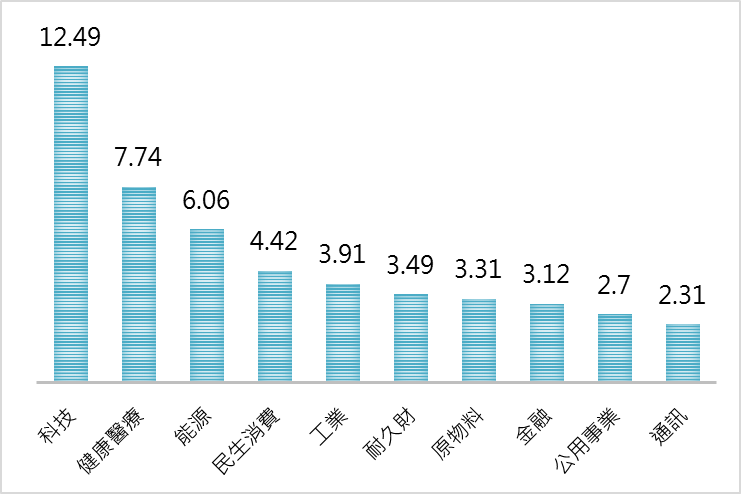 12.49
7.74
6.06
4.42
3.91
3.49
3.31
3.12
2.7
2.31
科技
健康醫療
能源
民生消費
工業
耐久財
原物料
金融
公用事業
通訊